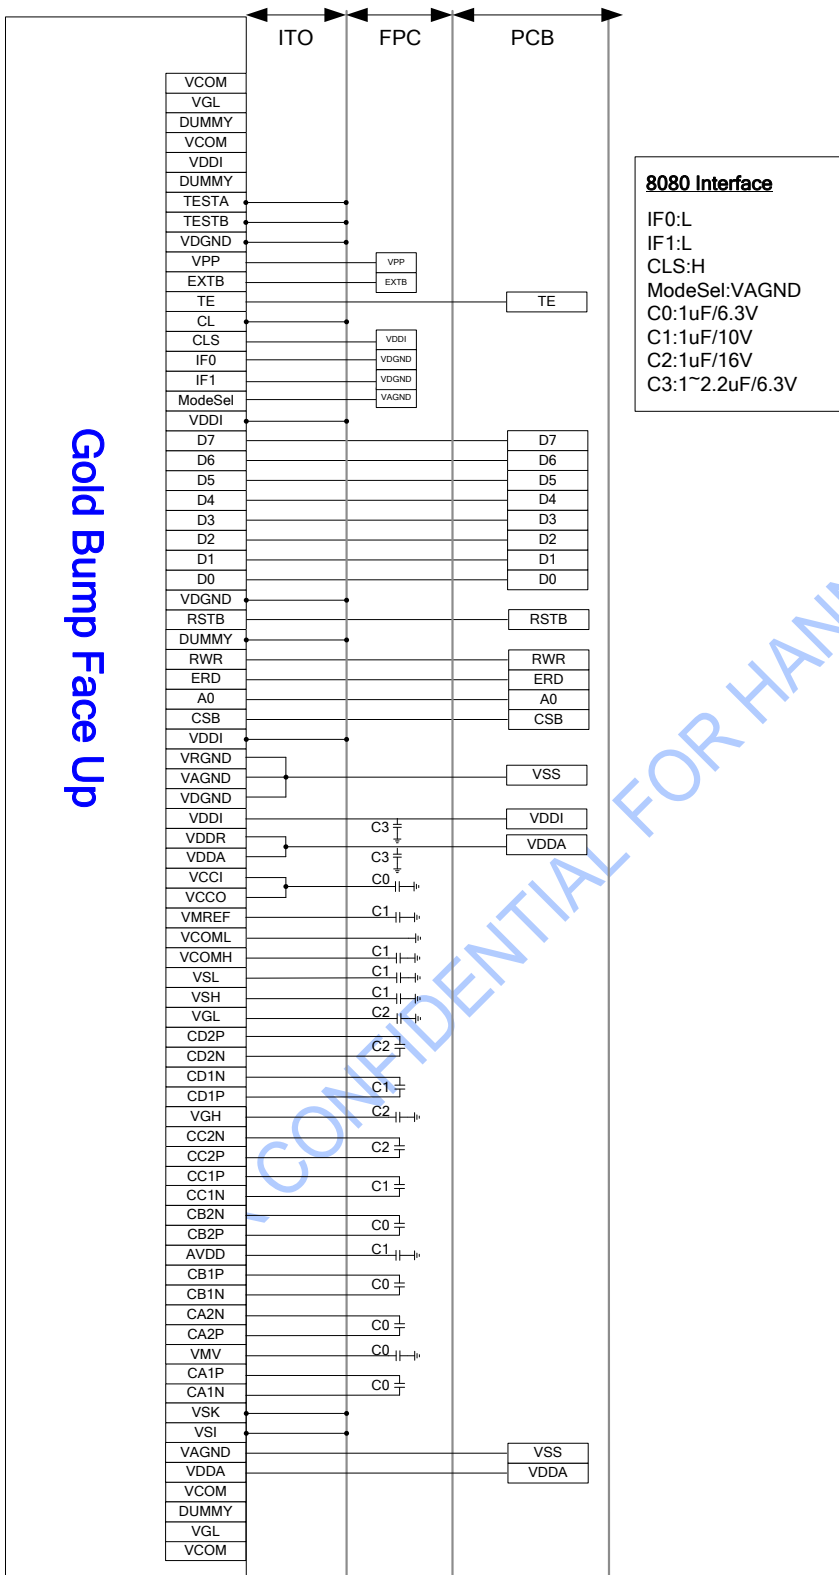 ITO FPC PCB
VCOM
VGL
DUMMY
VCOM
VDDI
DUMMY
TESTA
TESTB
VDGND
VPP VPP
EXTB EXTB
TE TE
CL
CLS VDDI
IF0 VDGND
IF1 VDGND
ModeSel VAGND
VDDI
D7 D7
D6 D6
D5 D5
D4 D4
D3 D3
D2 D2
D1 D1
D0 D0
VDGND
RSTB RSTB
DUMMY
RWR RWR
ERD ERD
A0 A0
CSB CSB
VDDI
VRGND
VAGND VSS
VDGND
VDDI VDDI
C3
VDDR VDDA
VDDA C3
VCCI C0
VCCO
VMREF C1
VCOML
VCOMH C1
VSL C1
VSH C1
VGL C2
CD2P
C2
CD2N
CD1N
C1
CD1P
VGH C2
CC2N
C2
CC2P
CC1P
C1
CC1N
CB2N
C0
CB2P
AVDD C1
CB1P
C0
CB1N
CA2N
C0
CA2P
VMV C0
CA1P
C0
CA1N
VSK
VSI
VAGND VSS
VDDA VDDA
VCOM
DUMMY
VGL
VCOM
Gold Bump Face Up
8080 Interface
IF0:L
IF1:L
CLS:H
ModeSel:VAGND
C0:1uF/6.3V
C1:1uF/10V
C2:1uF/16V
C3:1~2.2uF/6.3V
CONFIDENTIAL FOR